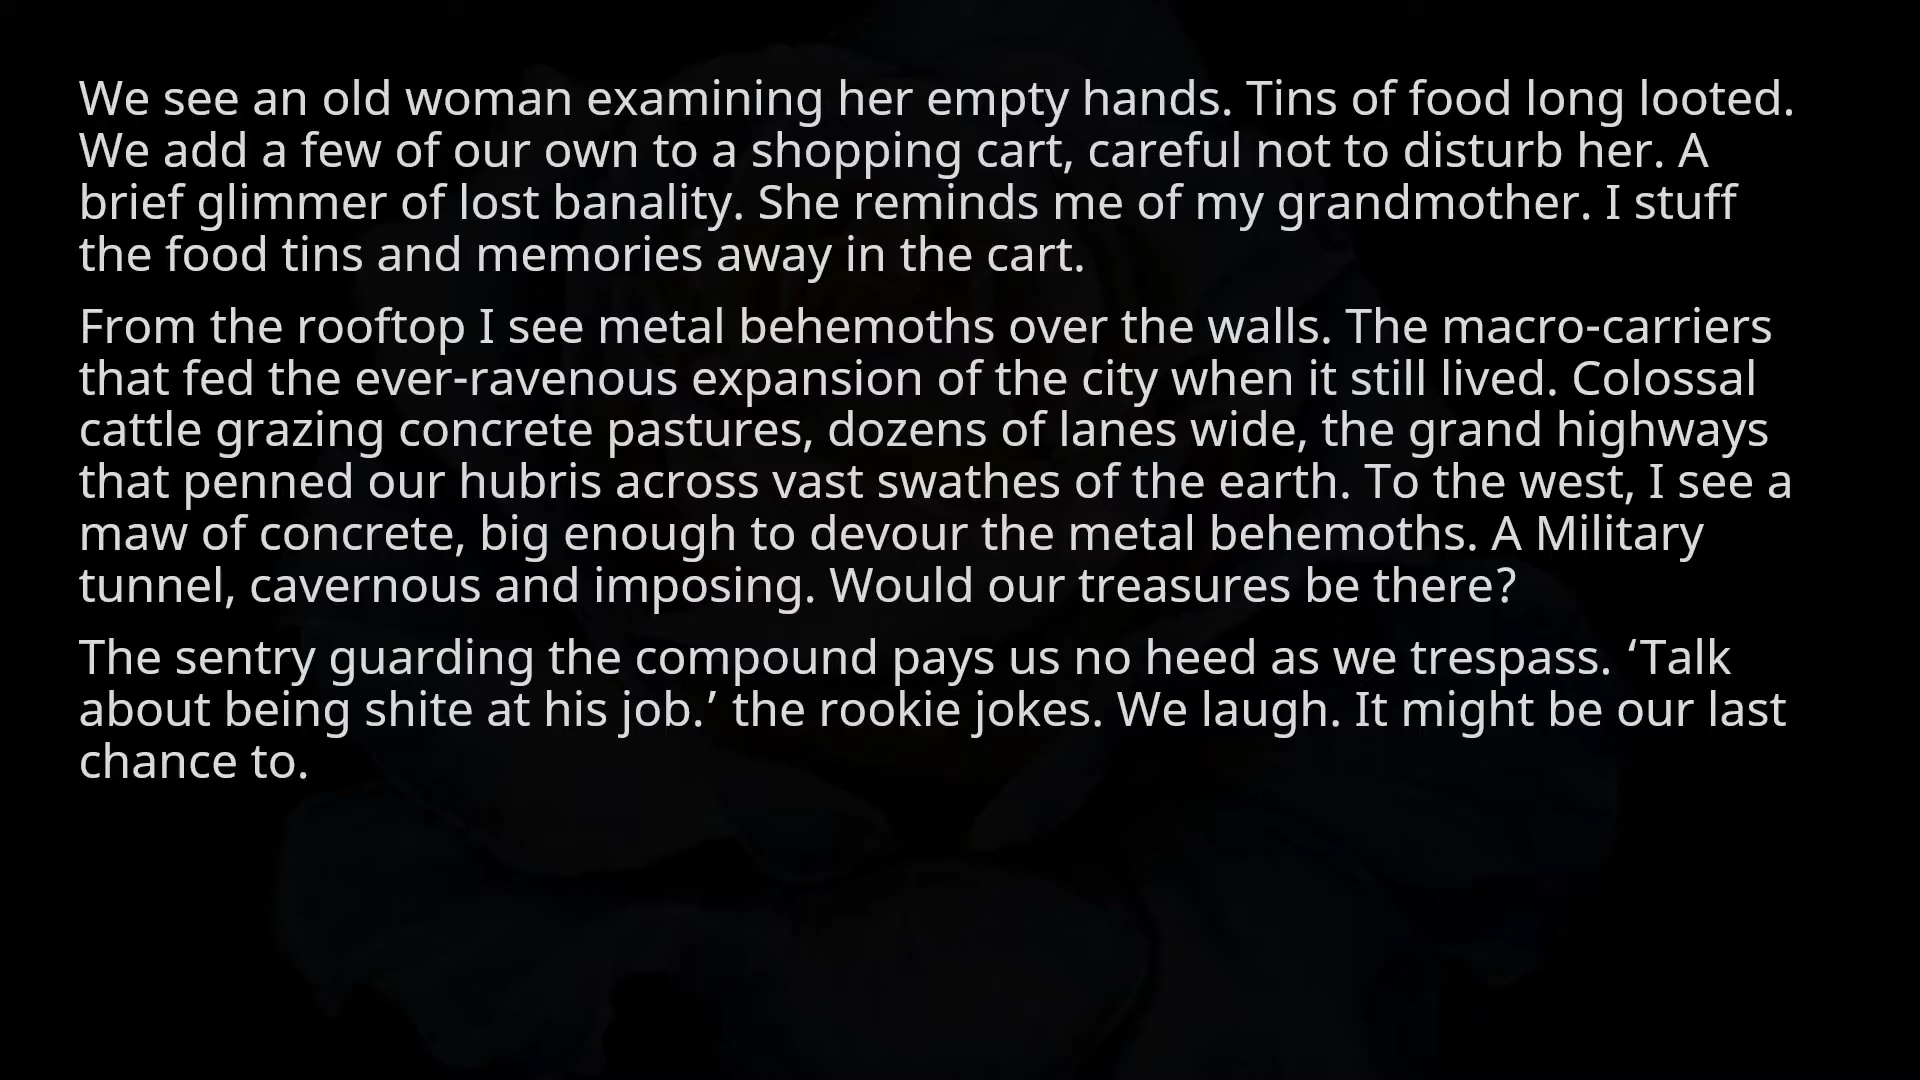 We see an old woman examining her empty hands. Tins of food long looted.
We add a few of our own to a shopping cart, careful not to disturb her. A
brief glimmer of lost banality. She reminds me of my grandmother. I stuff
the food tins and memories away in the cart.
From the rooftop I see metal behemoths over the walls. The macro-carriers
that fed the ever-ravenous expansion of the city when it still lived. Colossal
cattle grazing concrete pastures, dozens of lanes wide, the grand highways
that penned our hubris across vast swathes of the earth. To the west, I see a
maw of concrete, big enough to devour the metal behemoths. A Military
tunnel, cavernous and imposing. Would our treasures be there?
The sentry guarding the compound pays us no heed as we trespass. ‘Talk
about being shite at his job.’ the rookie jokes. We laugh. It might be our last
chance to.